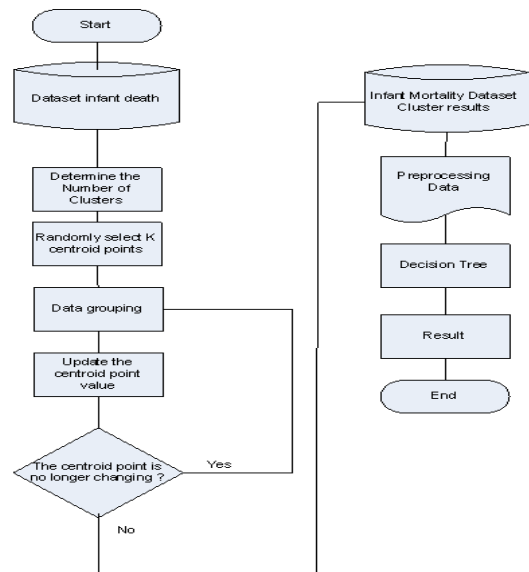 Start
Dataset infant death
Determine the
Number of
Clusters
Randomly select K
centroid points
Data grouping
Update the
centroid point
value
The centroid point is
no longer changing ?
Yes
No
Infant Mortality Dataset
Cluster results
Preprocessing
Data
Decision Tree
Result
End